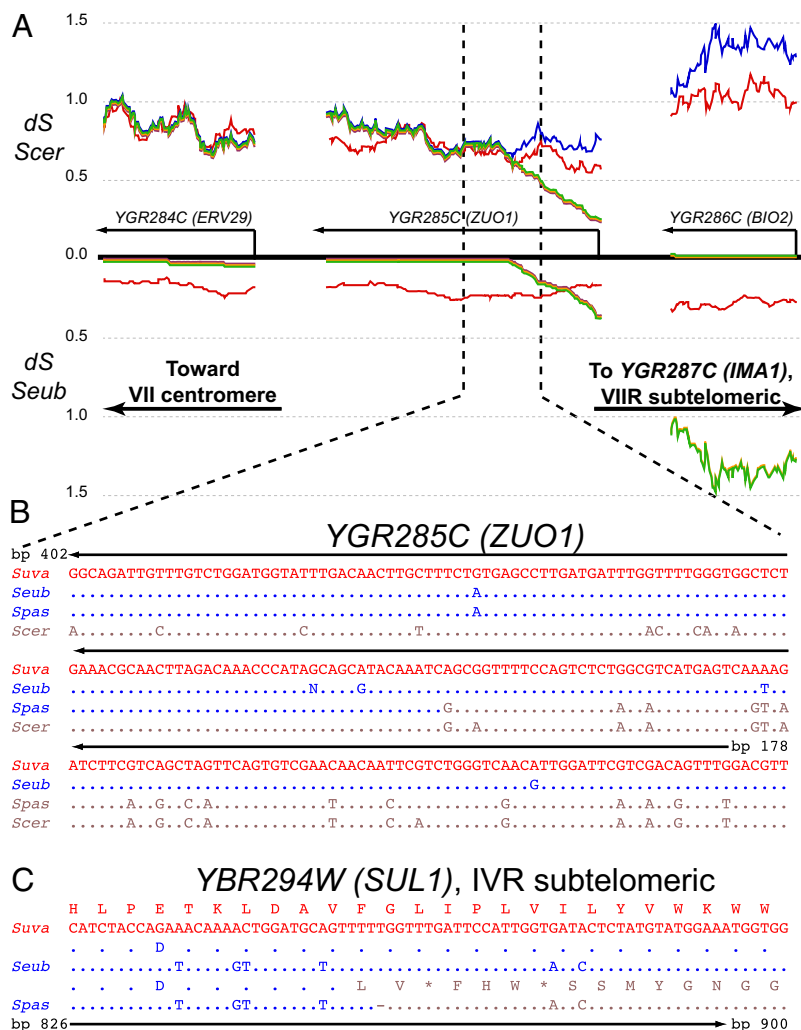 A
1.5
1.0
dS
Scer
0.5
YGR284C (ERV29) YGR285C (ZUO1) YGR286C (BIO2)
0.0
0.5
dS
Seub
Toward
VII centromere
To YGR287C (IMA1),
VIIR subtelomeric
1.0
1.5
B
YGR285C (ZUO1)
bp 402
Suva GGCAGATTGTTTGTCTGGATGGTATTTGACAACTTGCTTTCTGTGAGCCTTGATGATTTGGTTTTGGGTGGCTCT
Seub ..........................................A................................
Spas ..........................................A................................
Scer A........C..............C...........T.......................AC...CA..A.....
Suva GAAACGCAACTTAGACAAACCCATAGCAGCATACAAATCAGCGGTTTTCCAGTCTCTGGCGTCATGAGTCAAAAG
Seub .........................N....G.........................................T..
Spas .......................................G.................A..A..........GT.A
Scer .......................................G..A..............A..A..........GT.A
bp 178
Suva ATCTTCGTCAGCTAGTTCAGTGTCGAACAACAATTCGTCTGGGTCAACATTGGATTCGTCGACAGTTTGGACGTT
Seub ................................................G..........................
Spas ......A..G..C.A............T.....C...........G...........A..A..G....T......
Scer ......A..G..C.A............T.....C..A........G...........A..A..G....T......
C
YBR294W (SUL1), IVR subtelomeric
H L P E T K L D A V F G L I P L V I L Y V W K W W
Suva CATCTACCAGAAACAAAACTGGATGCAGTTTTTGGTTTGATTCCATTGGTGATACTCTATGTATGGAAATGGTGG
. . . D . . . . . . . . . . . . . . . . . . . . .
Seub ...........T.....GT.......T.......................A..C.....................
. . . D . . . . . . L V * F H W * S S M Y G N G G
Spas ...........T.....GT.......T.....-.................A..C.....................
bp 826 bp 900